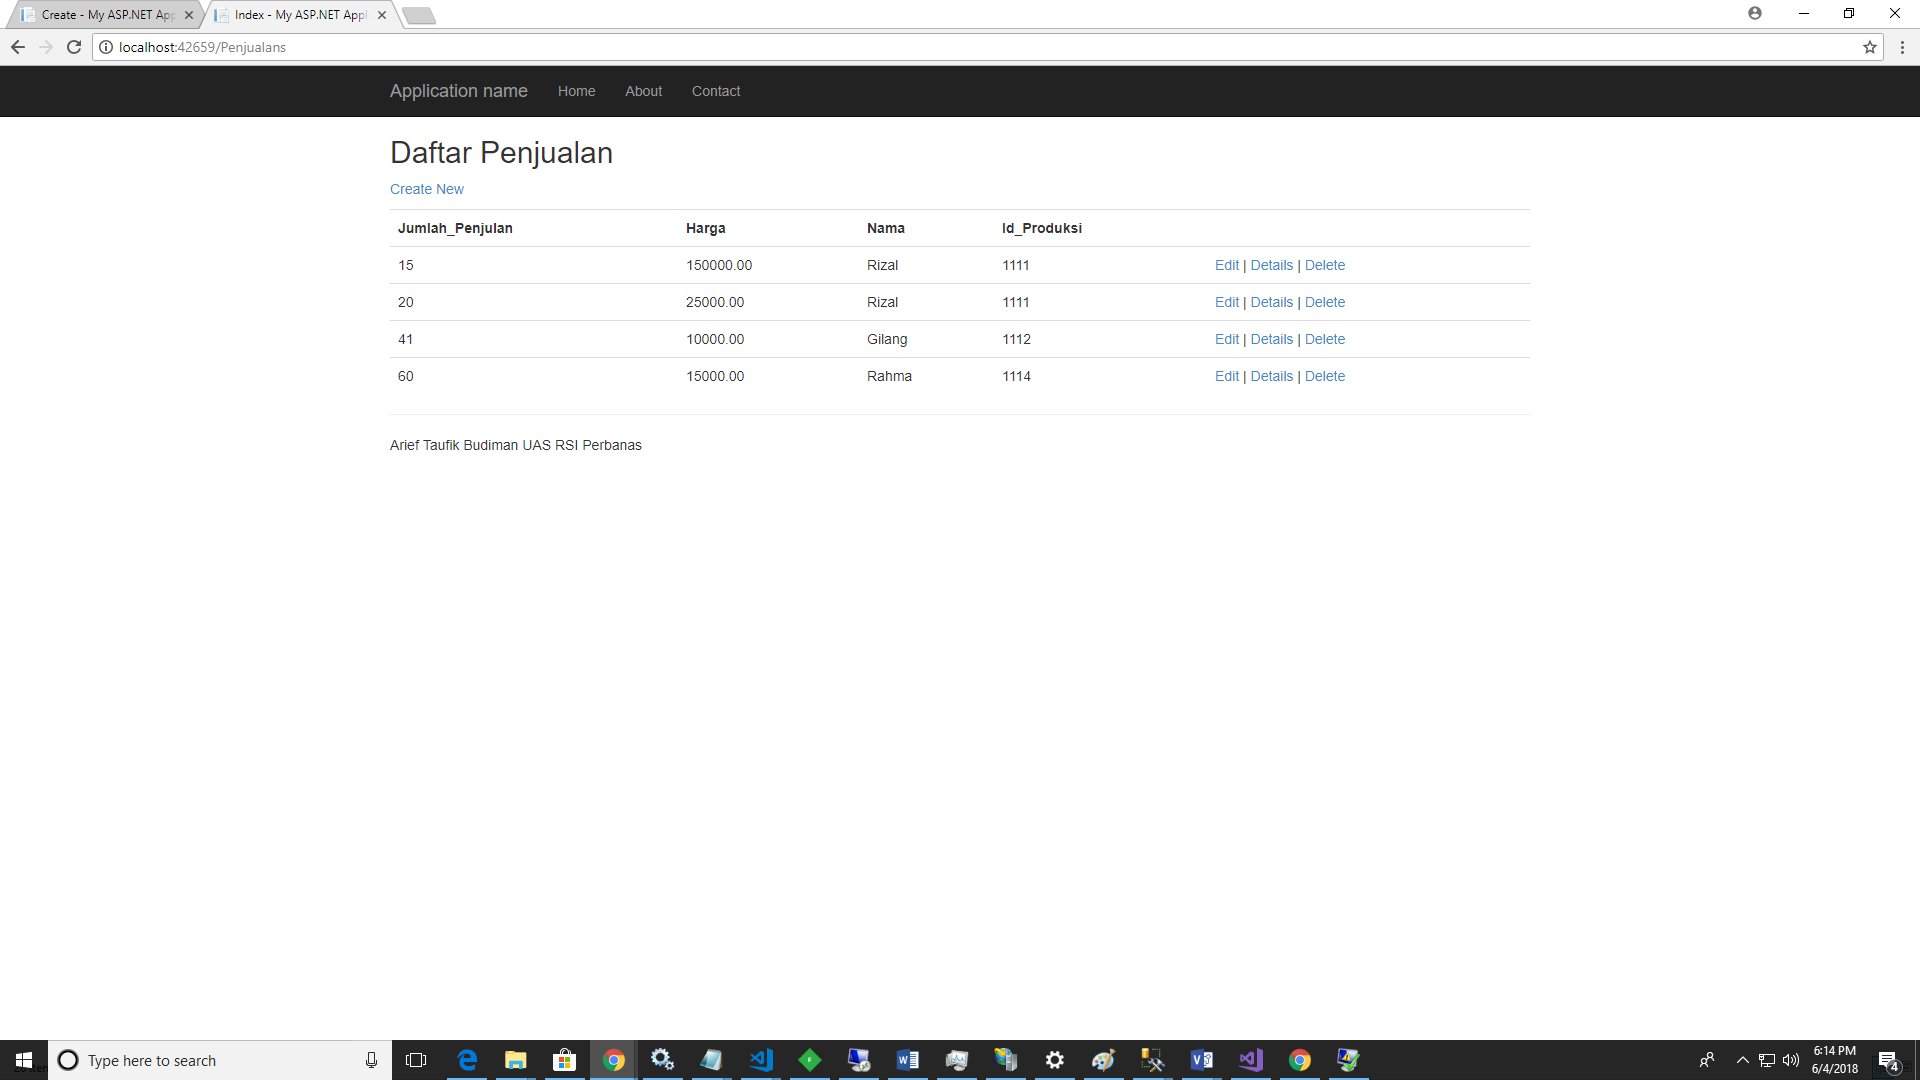 Create - My ASP.NET App
Index - My ASP.NET Appl
localhost:42659/Penjualans
Application name Home About Contact
Daftar Penjualan
Create New
Jumlah_Penjulan Harga Nama Id_Produksi
15 150000.00 Rizal 1111 Edit | Details | Delete
20 25000.00 Rizal 1111 Edit | Details | Delete
41 10000.00 Gilang 1112 Edit | Details | Delete
60 15000.00 Rahma 1114 Edit | Details | Delete
Arief Taufik Budiman UAS RSI Perbanas
Type here to search
6:14 PM
6/4/2018
4